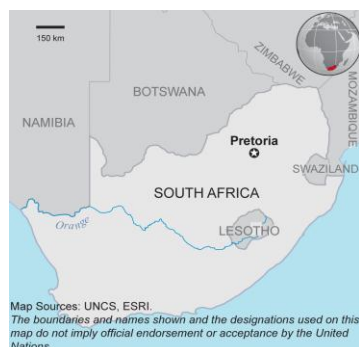 150 km
ZIMBABWE
MOZAMBIQUE
BOTSWANA
NAMIBIA
Pretoria
SWAZILAND
SOUTH AFRICA
Orange
LESOTHO
Map Sources: UNCS, ESRI.
The boundaries and names shown and the designations used on this
map do not imply official endorsement or acceptance by the United
Nations.